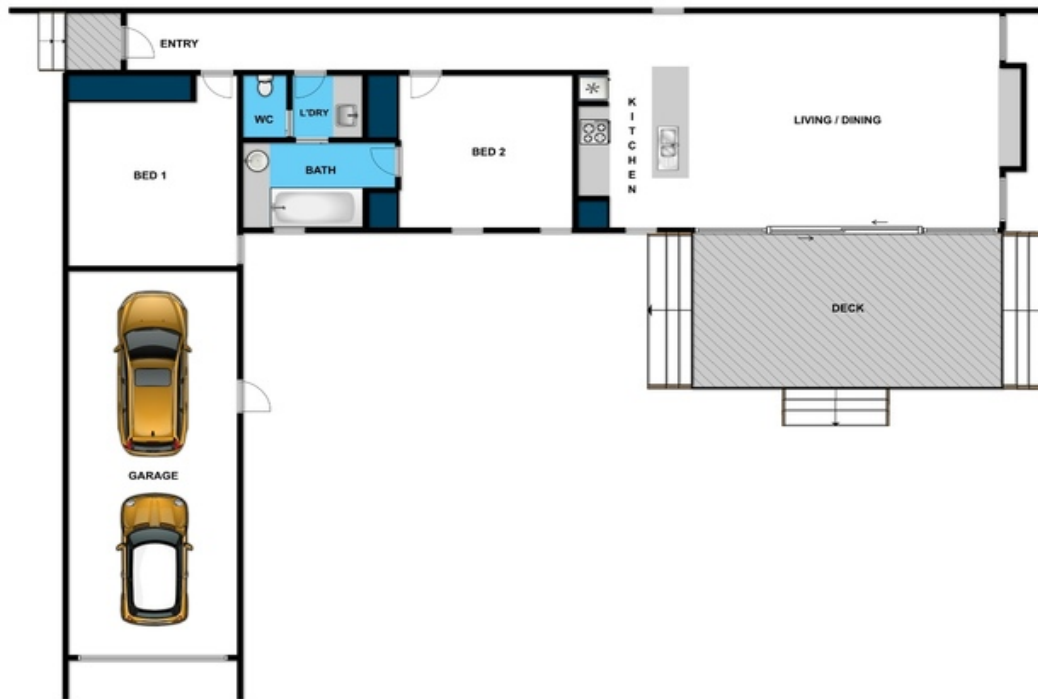 ENTRY
WC
L'DRY
KITCHEN
LIVING / DINING
BED 1
BATH
BED 2
DECK
GARAGE